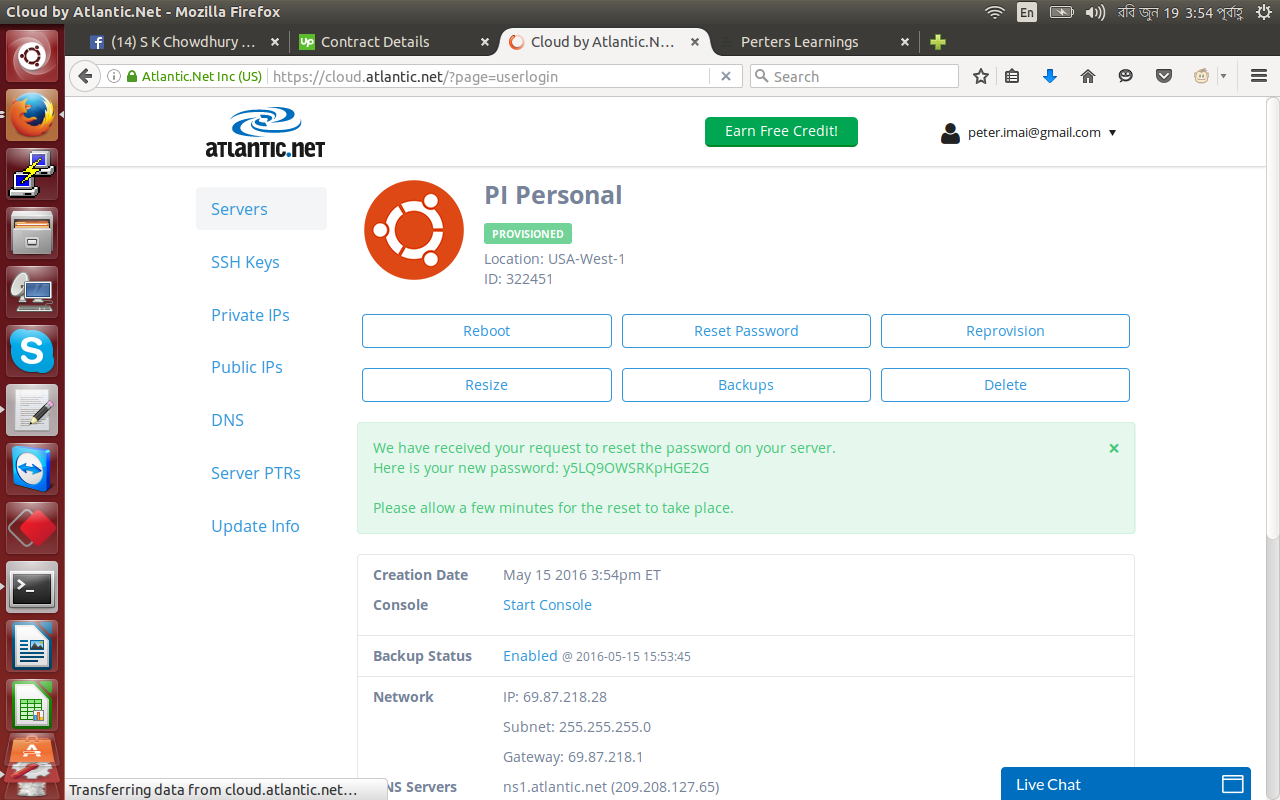 Cloud by Atlantic.Net - Mozilla Firefox
En
রবি জুন 19 3:54 পূর্বাহ্ণ
(14) S K Chowdhury ...
Up Contract Details
Cloud by Atlantic.N...
Perters Learnings
Atlantic.Net Inc (US)
https://cloud.atlantic.net/?page=userlogin
Search
ATLANTIC.NET
Earn Free Credit!
peter.imai@gmail.com
Servers
SSH Keys
Private IPs
Public IPs
DNS
Server PTRs
Update Info
PI Personal
PROVISIONED
Location: USA-West-1
ID: 322451
Reboot
Reset Password
Reprovision
Resize
Backups
Delete
We have received your request to reset the password on your server.
Here is your new password: y5LQ9OWSRKpHGE2G
Please allow a few minutes for the reset to take place.
Creation Date May 15 2016 3:54pm ET
Console Start Console
Backup Status Enabled @ 2016-05-15 15:53:45
Network IP: 69.87.218.28
Subnet: 255.255.255.0
Gateway: 69.87.218.1
NS Servers ns1.atlantic.net (209.208.127.65)
Transferring data from cloud.atlantic.net...
Live Chat